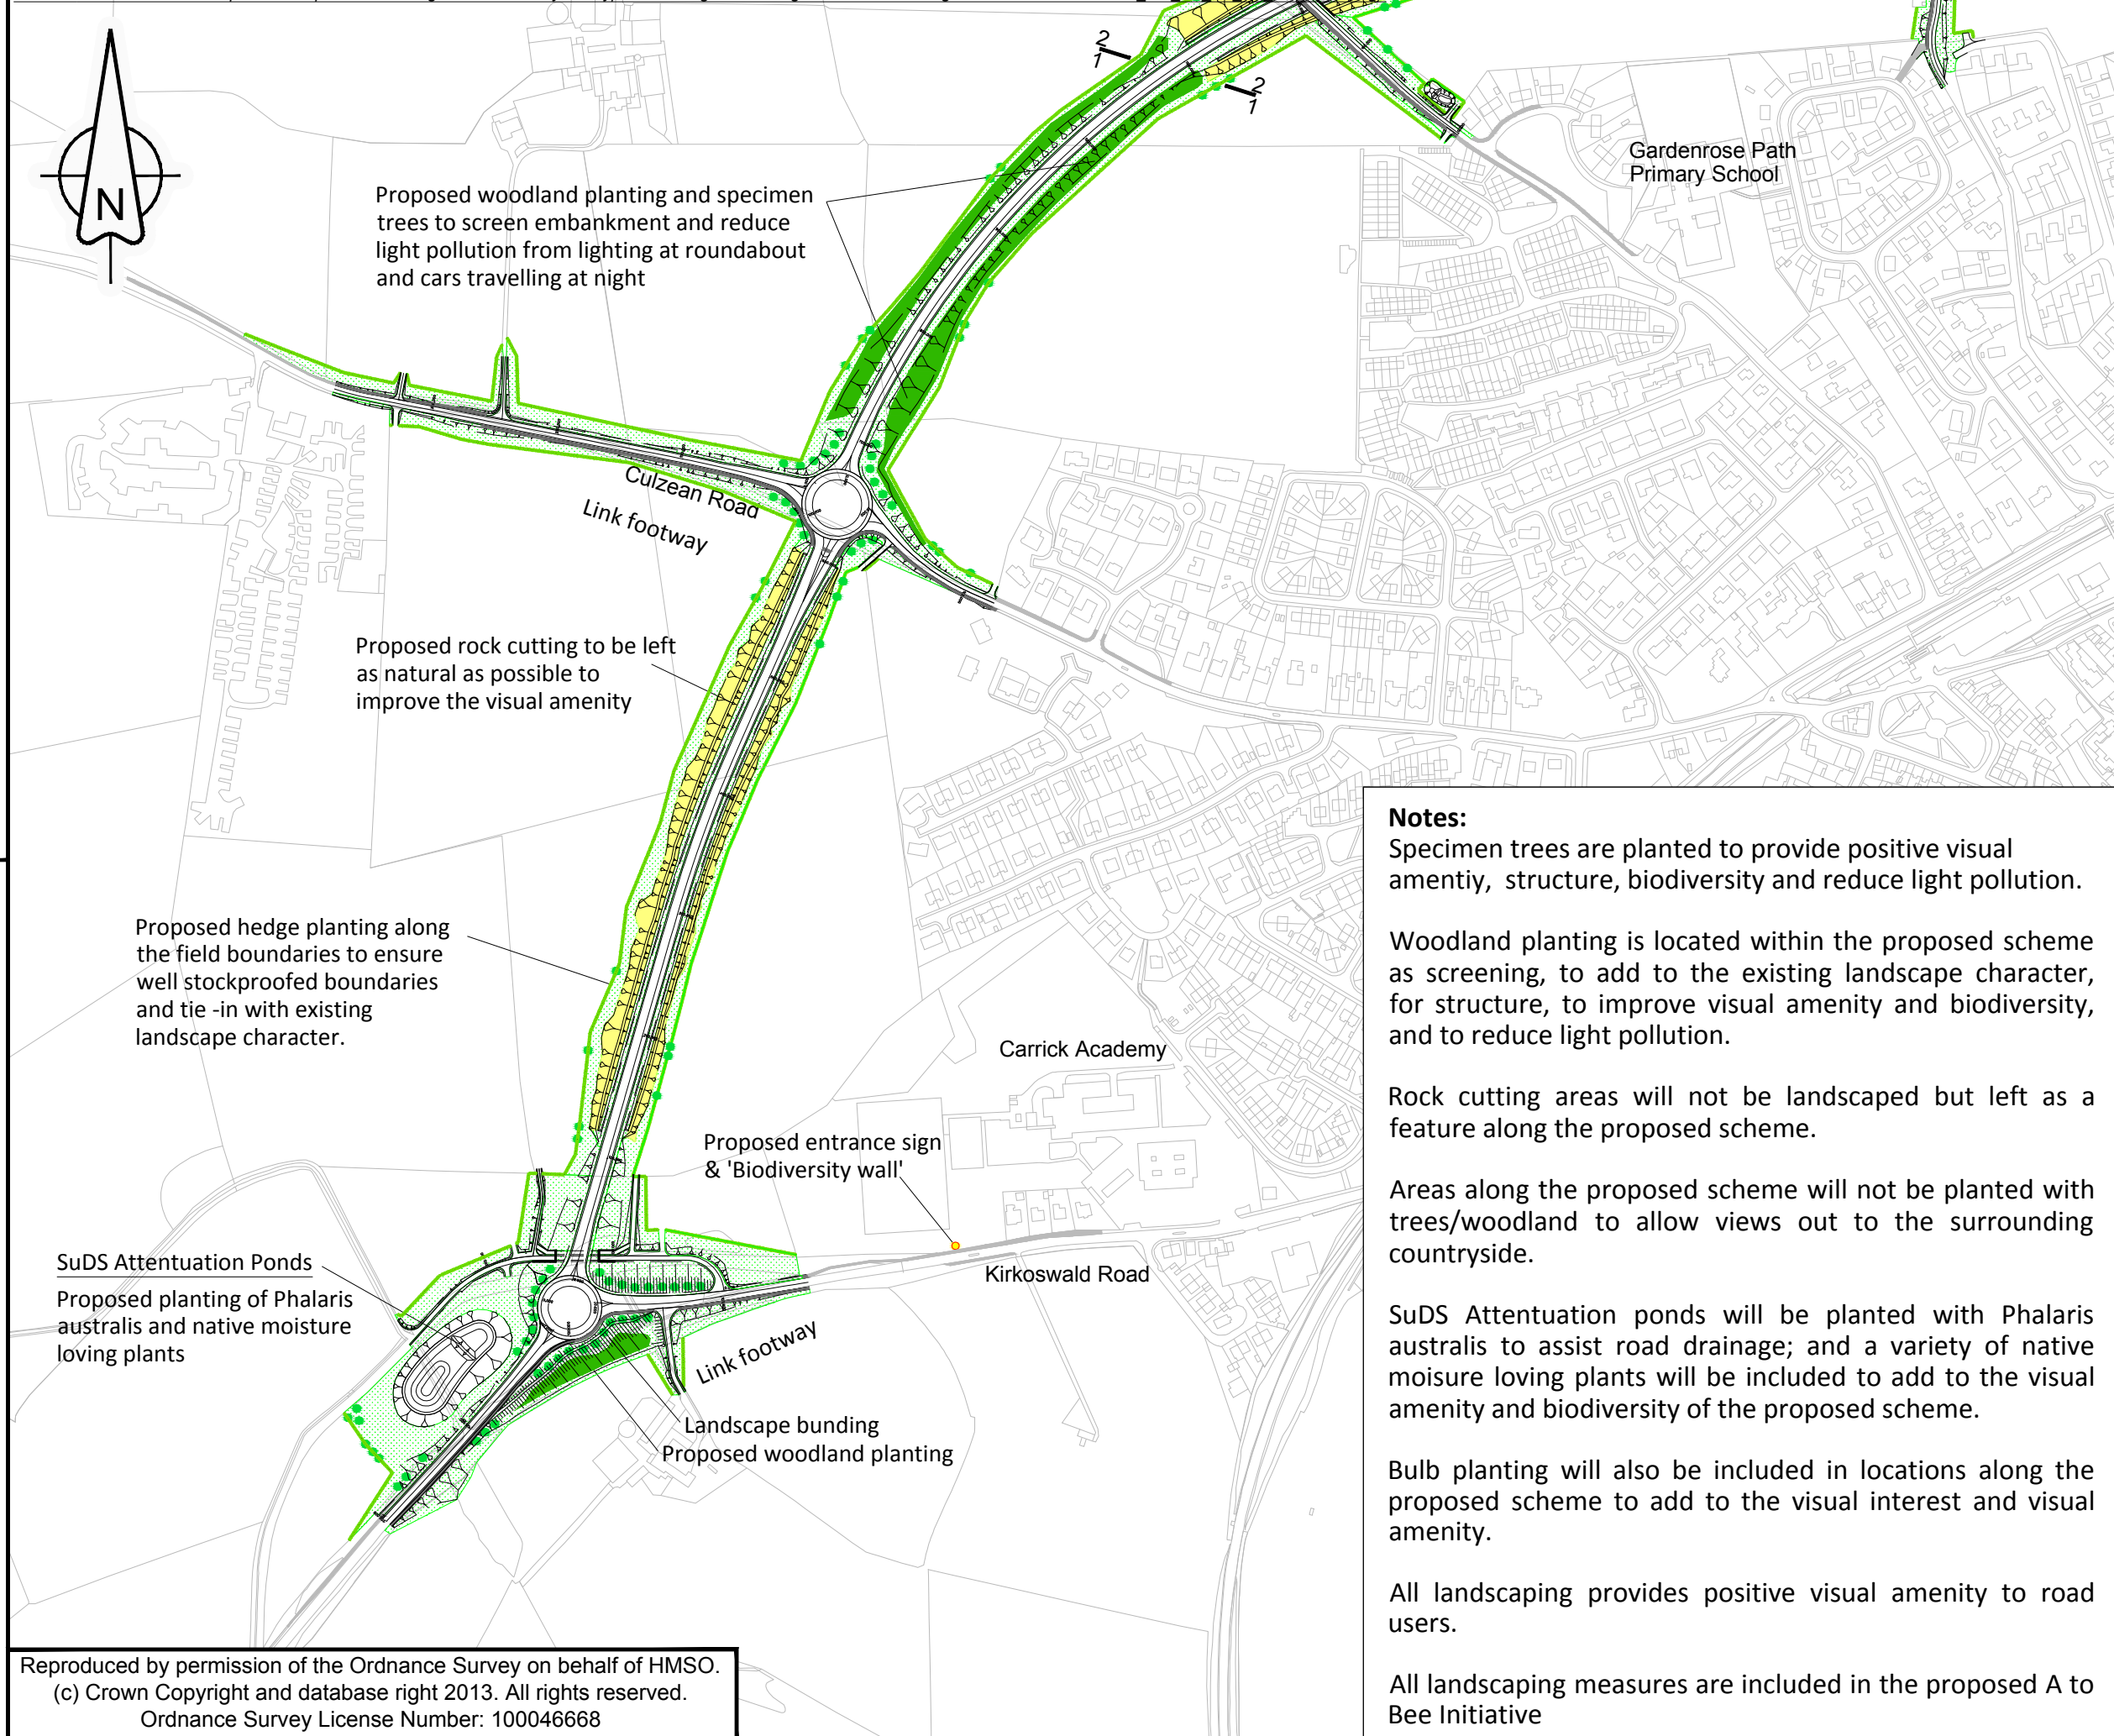 2
1
2
1
Gardenrose Path
Primary School
Proposed woodland planting and specimen
trees to screen embankment and reduce
light pollution from lighting at roundabout
and cars travelling at night
N
Culzean Road
Link footway
Proposed rock cutting to be left
as natural as possible to
improve the visual amenity
Proposed hedge planting along
the field boundaries to ensure
well stockproofed boundaries
and tie -in with existing
landscape character.
Carrick Academy
Proposed entrance sign
& 'Biodiversity wall'
Kirkoswald Road
SuDS Attentuation Ponds
Proposed planting of Phalaris
australis and native moisture
loving plants
Link footway
Landscape bunding
Proposed woodland planting
Notes:
Specimen trees are planted to provide positive visual
amentiy, structure, biodiversity and reduce light pollution.
Woodland planting is located within the proposed scheme
as screening, to add to the existing landscape character,
for structure, to improve visual amenity and biodiversity,
and to reduce light pollution.
Rock cutting areas will not be landscaped but left as a
feature along the proposed scheme.
Areas along the proposed scheme will not be planted with
trees/woodland to allow views out to the surrounding
countryside.
SuDS Attentuation ponds will be planted with Phalaris
australis to assist road drainage; and a variety of native
moisure loving plants will be included to add to the visual
amenity and biodiversity of the proposed scheme.
Bulb planting will also be included in locations along the
proposed scheme to add to the visual interest and visual
amenity.
All landscaping provides positive visual amenity to road
users.
All landscaping measures are included in the proposed A to
Bee Initiative
Reproduced by permission of the Ordnance Survey on behalf of HMSO.
(c) Crown Copyright and database right 2013. All rights reserved.
Ordnance Survey License Number: 100046668